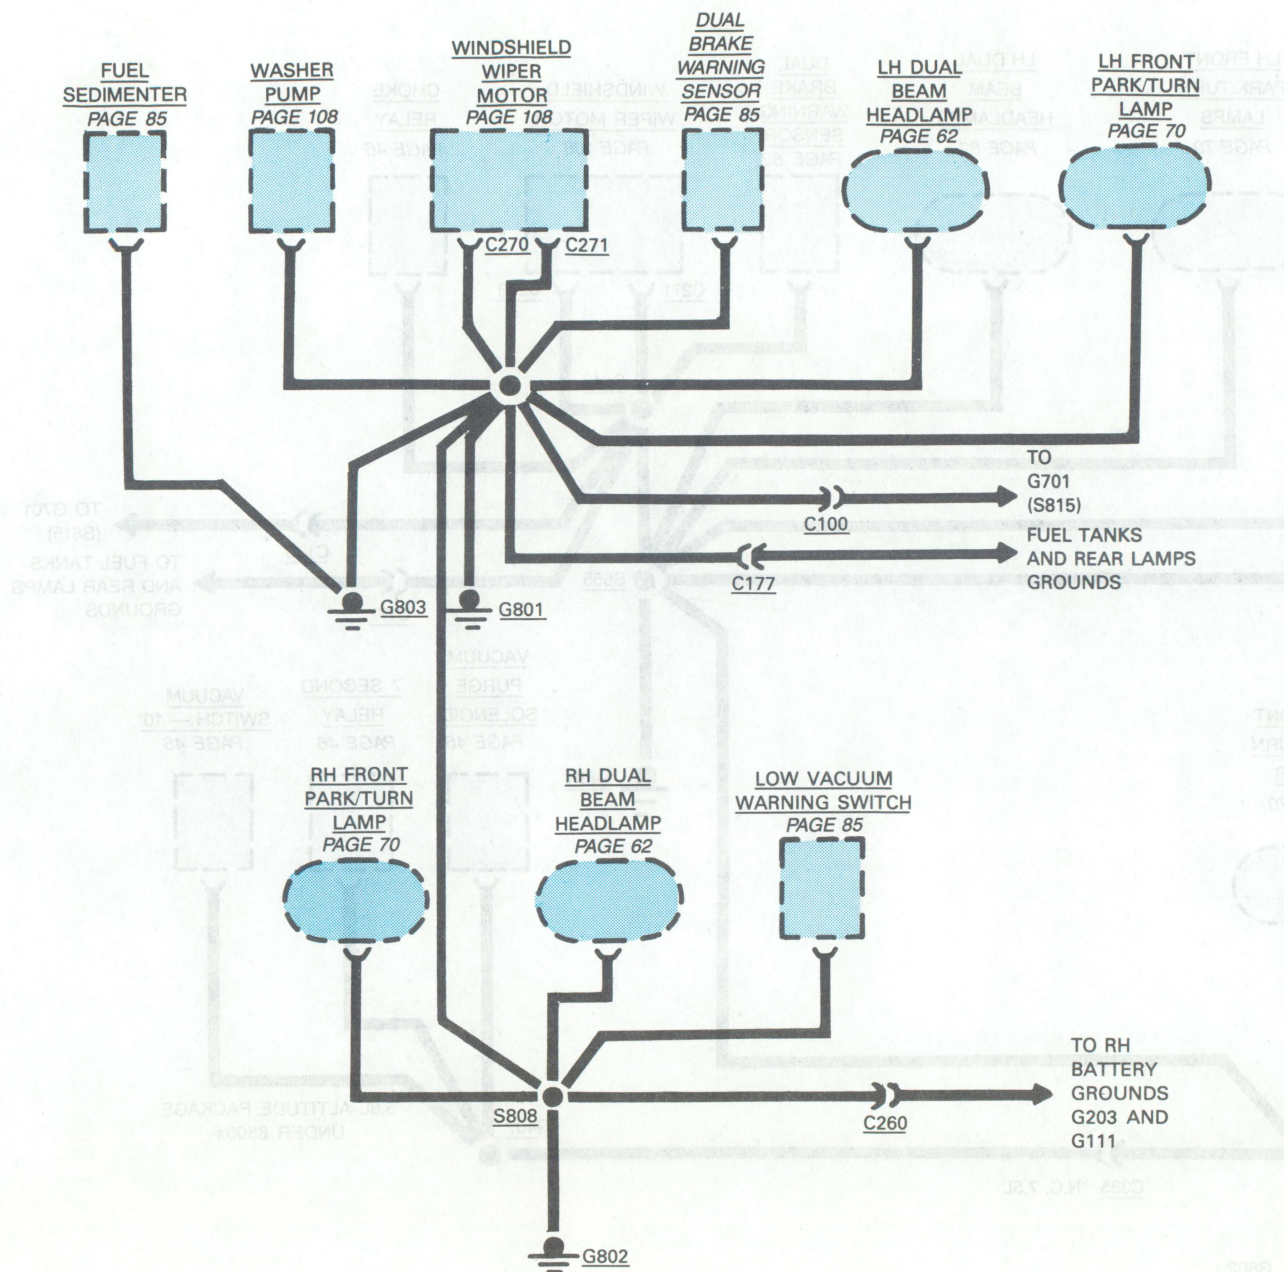 FUEL
SEDIMENTER
PAGE 85
WASHER
PUMP
PAGE 108
WINDSHIELD
WIPER
MOTOR
PAGE 108
DUAL
BRAKE
WARNING
SENSOR
PAGE 85
LH DUAL
BEAM
HEADLAMP
PAGE 62
LH FRONT
PARK/TURN
LAMP
PAGE 70
C270
C271
TO
G701
(S815)
C100
FUEL TANKS
AND REAR LAMPS
GROUNDS
C177
G803
G801
RH FRONT
PARK/TURN
LAMP
PAGE 70
RH DUAL
BEAM
HEADLAMP
PAGE 62
LOW VACUUM
WARNING SWITCH
PAGE 85
TO RH
BATTERY
GROUNDS
G203 AND
G111
S808
C260
G802